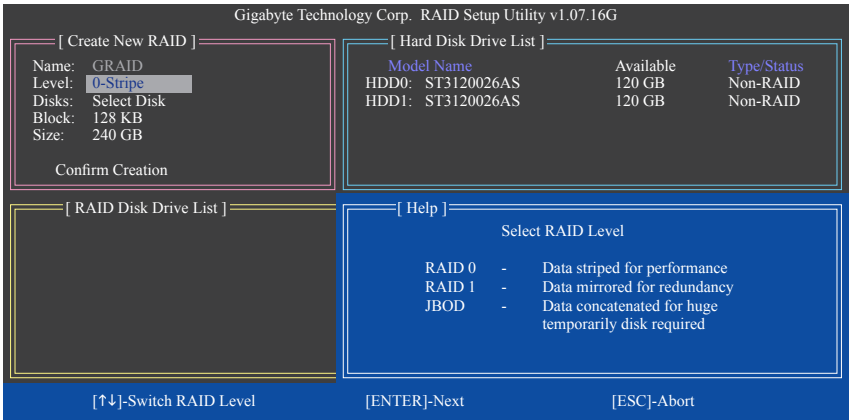 Gigabyte Technology Corp. RAID Setup Utility v1.07.16G
[ Create New RAID ]
Name: GRAID
Level: 0-Stripe
Disks: Select Disk
Block: 128 KB
Size: 240 GB
Confirm Creation
[ Hard Disk Drive List ]
Model Name Available Type/Status
HDD0: ST3120026AS 120 GB Non-RAID
HDD1: ST3120026AS 120 GB Non-RAID
[ RAID Disk Drive List ]
[ Help ]
Select RAID Level
RAID 0 - Data striped for performance
RAID 1 - Data mirrored for redundancy
JBOD - Data concatenated for huge
temporarily disk required
[↑↓]-Switch RAID Level [ENTER]-Next [ESC]-Abort